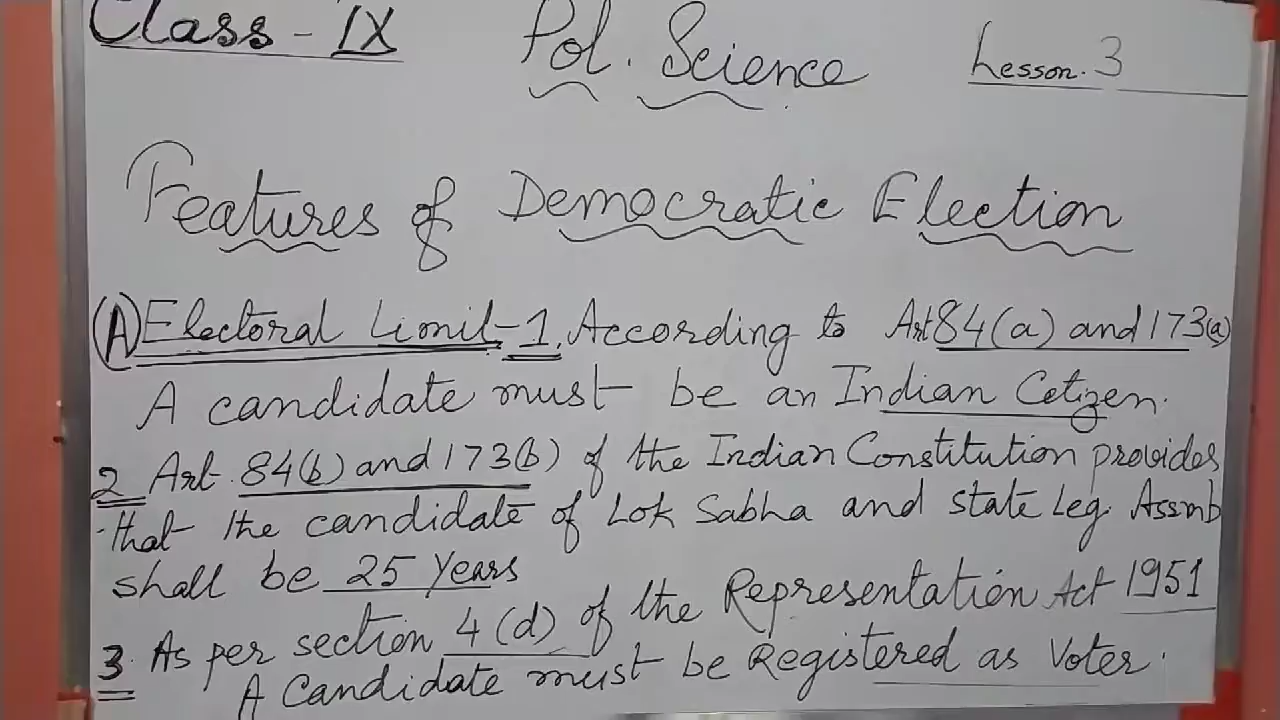 Class - IX Pol. Science Lesson. 3
Features of Democratic Election
(A) Electoral Limit-1. According to Art 84(a) and 173(a)
A candidate must be an Indian Cetizen.
2 Art. 84(b) and 173(b) of the Indian Constitution provides
that the candidate of Lok Sabha and state Leg. Assmb
shall be 25 Years
3. As per section 4(d) of the Representation Act 1951
A Candidate must be Registered as Voter.